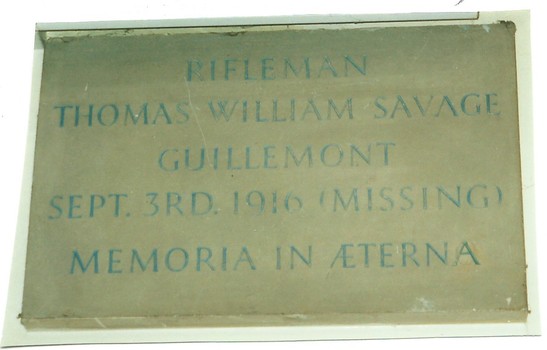 RIFLEMAN
THOMAS WILLIAM SAVAGE
GUILLEMONT
SEPT. 3RD. 1916 (MISSING)
MEMORIA IN ÆTERNA